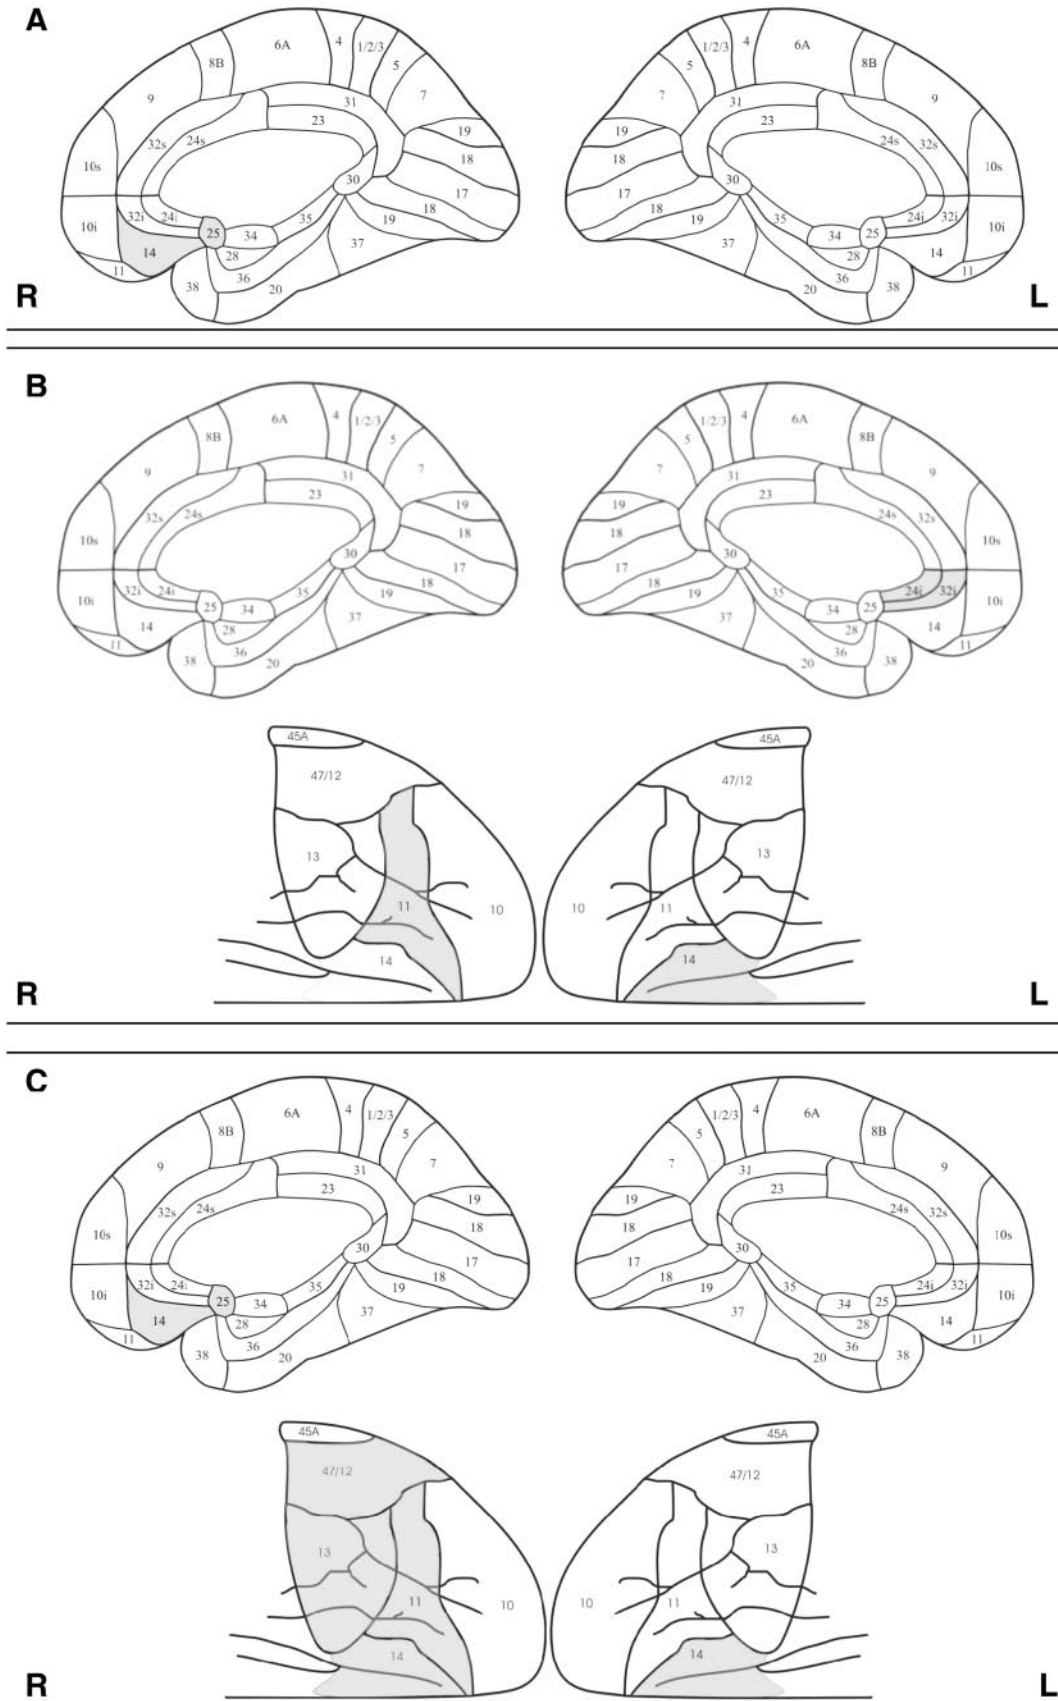 A
6A 4 1/2/3 8B 5 9 7 31 23 19 32s 24s 18 10s 30 17 35 18 32i 24i 19 10i 25 34 37 14 28 11 36 38 20
4 1/2/3 6A 8B 5 7 9 31 23 19 24s 32s 18 10s 30 17 35 18 24i 32i 19 10i 34 25 37 28 14 11 36 20 38
R L
B
6A 4 1/2/3 8B 5 9 7 31 23 19 32s 24s 18 10s 30 17 35 18 32i 24i 19 10i 25 34 37 14 28 11 36 38 20
4 1/2/3 6A 8B 5 7 9 31 23 19 24s 32s 18 10s 30 17 35 18 24i 32i 19 10i 34 25 37 28 14 11 36 20 38
45A 45A
47/12 47/12
13 13
11 10 10 11
14 14
R L
C
6A 4 1/2/3 8B 5 9 7 31 23 19 32s 24s 18 10s 30 17 35 18 32i 24i 19 10i 25 34 37 14 28 11 36 38 20
4 1/2/3 6A 8B 5 7 9 31 23 19 24s 32s 18 10s 30 17 35 18 24i 32i 19 10i 34 25 37 28 14 11 36 20 38
45A 45A
47/12 47/12
13 13
11 10 10 11
14 14
R L